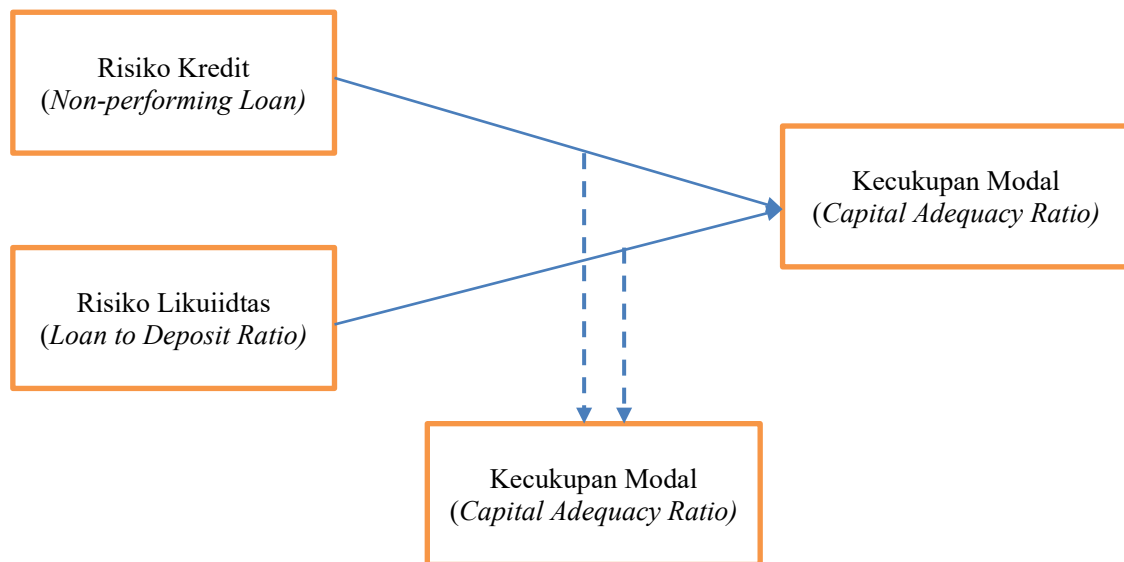 Risiko Kredit
(Non-performing Loan)
Kecukupan Modal
(Capital Adequacy Ratio)
Risiko Likuiidtas
(Loan to Deposit Ratio)
Kecukupan Modal
(Capital Adequacy Ratio)